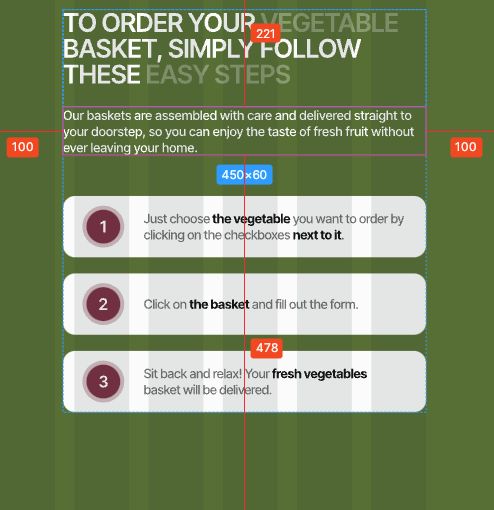 TO ORDER YOUR VEGETABLE
221
BASKET, SIMPLY FOLLOW
THESE EASY STEPS
Our baskets are assembled with care and delivered straight to
your doorstep, so you can enjoy the taste of fresh fruit without
ever leaving your home.
100
100
450×60
1
Just choose the vegetable you want to order by
clicking on the checkboxes next to it.
2
Click on the basket and fill out the form.
478
3
Sit back and relax! Your fresh vegetables
basket will be delivered.